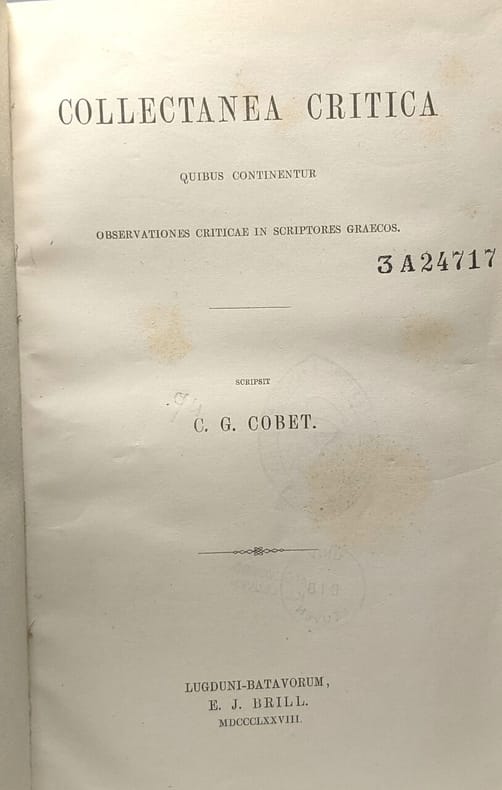 COLLECTANEA CRITICA
QUIBUS CONTINENTUR
OBSERVATIONES CRITICAE IN SCRIPTORES GRAECOS.
3A24717
SCRIPSIT
C. G. COBET.
LUGDUNI-BATAVORUM,
E. J. BRILL.
MDCCCLXXVIII.